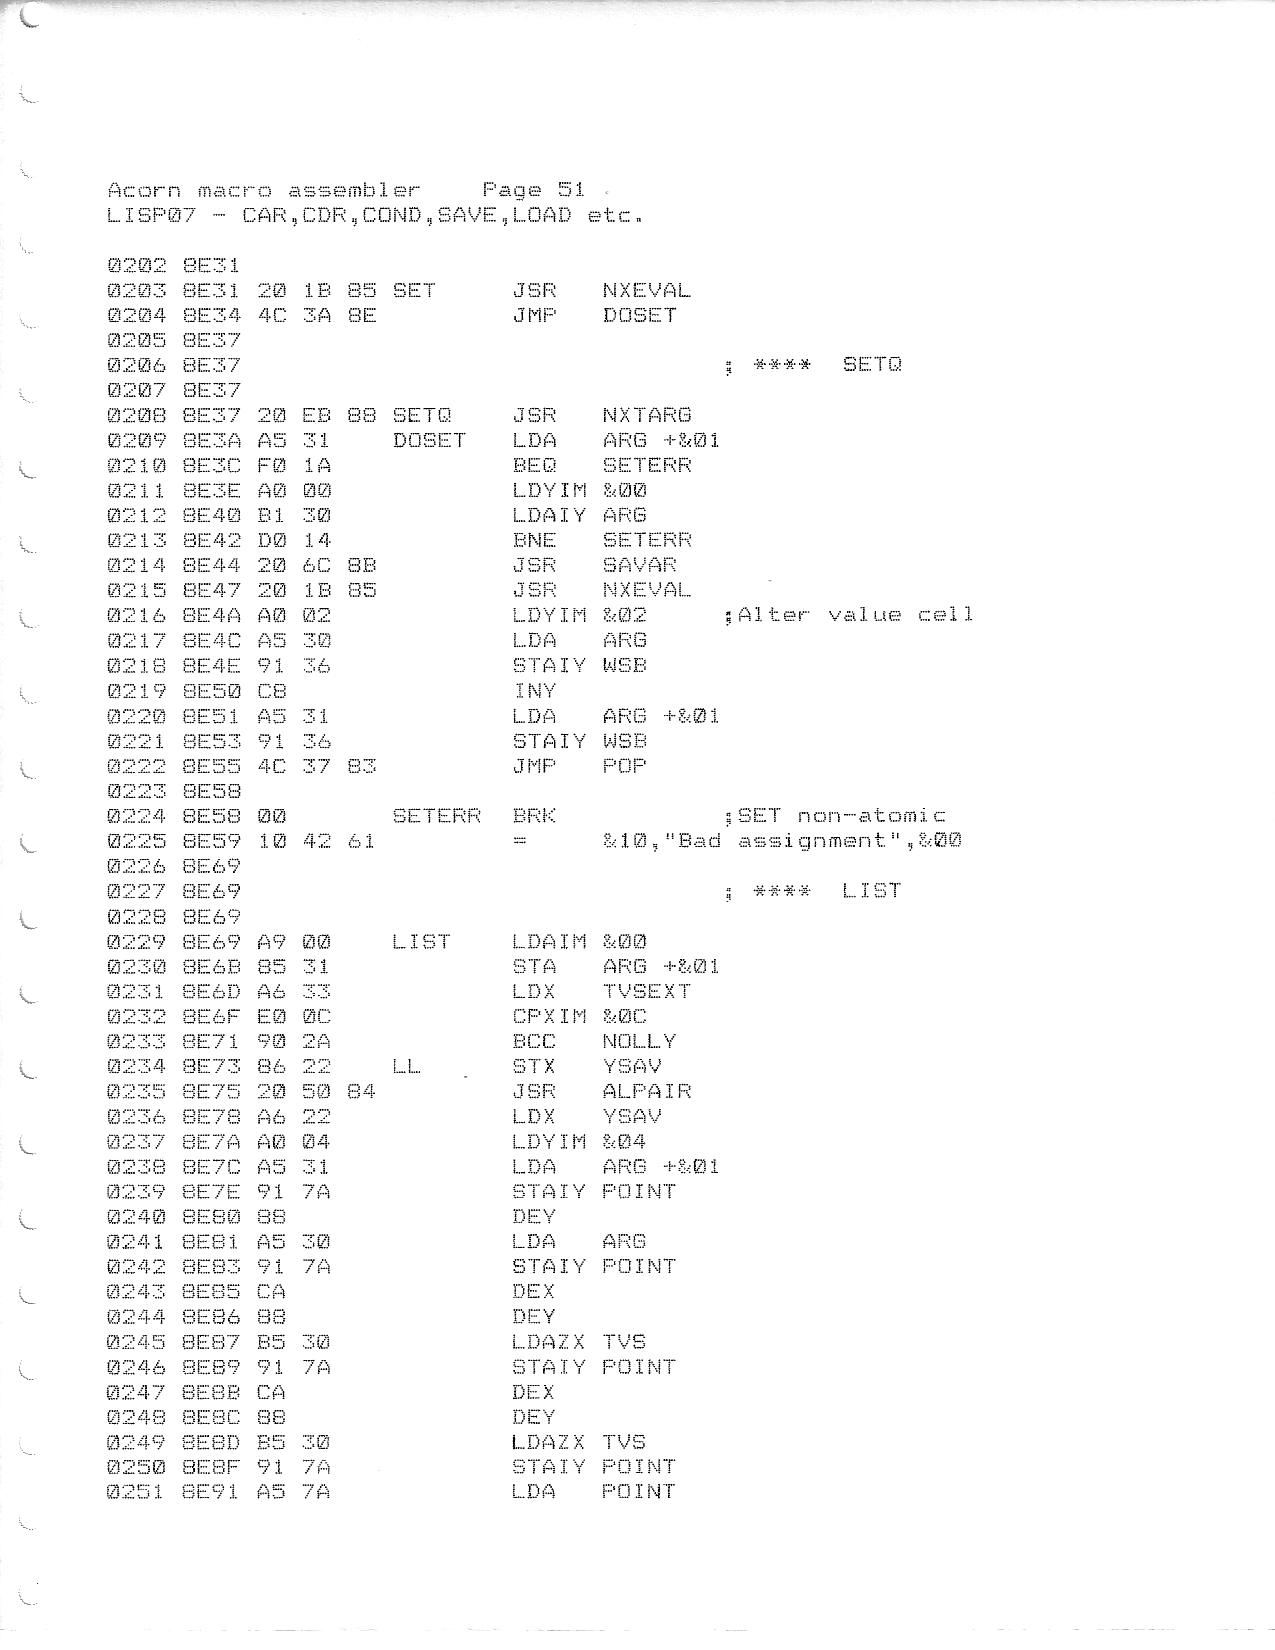 Acorn macro assembler    Page 51
LISP07 - CAR,CDR,COND,SAVE,LOAD etc.
0202 8E31
0203 8E31 20 1B 85 SET     JSR   NXEVAL
0204 8E34 4C 3A 8E         JMP   DOSET
0205 8E37
0206 8E37                                ; ****  SETQ
0207 8E37
0208 8E37 20 EB 88 SETQ    JSR   NXTARG
0209 8E3A A5 31    DOSET   LDA   ARG +&01
0210 8E3C F0 1A            BEQ   SETERR
0211 8E3E A0 00            LDYIM &00
0212 8E40 B1 30            LDAIY ARG
0213 8E42 D0 14            BNE   SETERR
0214 8E44 20 6C 8B         JSR   SAVAR
0215 8E47 20 1B 85         JSR   NXEVAL
0216 8E4A A0 02            LDYIM &02     ;Alter value cell
0217 8E4C A5 30            LDA   ARG
0218 8E4E 91 36            STAIY WSB
0219 8E50 C8               INY
0220 8E51 A5 31            LDA   ARG +&01
0221 8E53 91 36            STAIY WSB
0222 8E55 4C 37 83         JMP   POP
0223 8E58
0224 8E58 00       SETERR  BRK           ;SET non-atomic
0225 8E59 10 42 61         =     &10,"Bad assignment",&00
0226 8E69
0227 8E69                                ; ****  LIST
0228 8E69
0229 8E69 A9 00    LIST    LDAIM &00
0230 8E6B 85 31            STA   ARG +&01
0231 8E6D A6 33            LDX   TVSEXT
0232 8E6F E0 0C            CPXIM &0C
0233 8E71 90 2A            BCC   NOLLY
0234 8E73 86 22    LL      STX   YSAV
0235 8E75 20 50 84         JSR   ALPAIR
0236 8E78 A6 22            LDX   YSAV
0237 8E7A A0 04            LDYIM &04
0238 8E7C A5 31            LDA   ARG +&01
0239 8E7E 91 7A            STAIY POINT
0240 8E80 88               DEY
0241 8E81 A5 30            LDA   ARG
0242 8E83 91 7A            STAIY POINT
0243 8E85 CA               DEX
0244 8E86 88               DEY
0245 8E87 B5 30            LDAZX TVS
0246 8E89 91 7A            STAIY POINT
0247 8E8B CA               DEX
0248 8E8C 88               DEY
0249 8E8D B5 30            LDAZX TVS
0250 8E8F 91 7A            STAIY POINT
0251 8E91 A5 7A            LDA   POINT